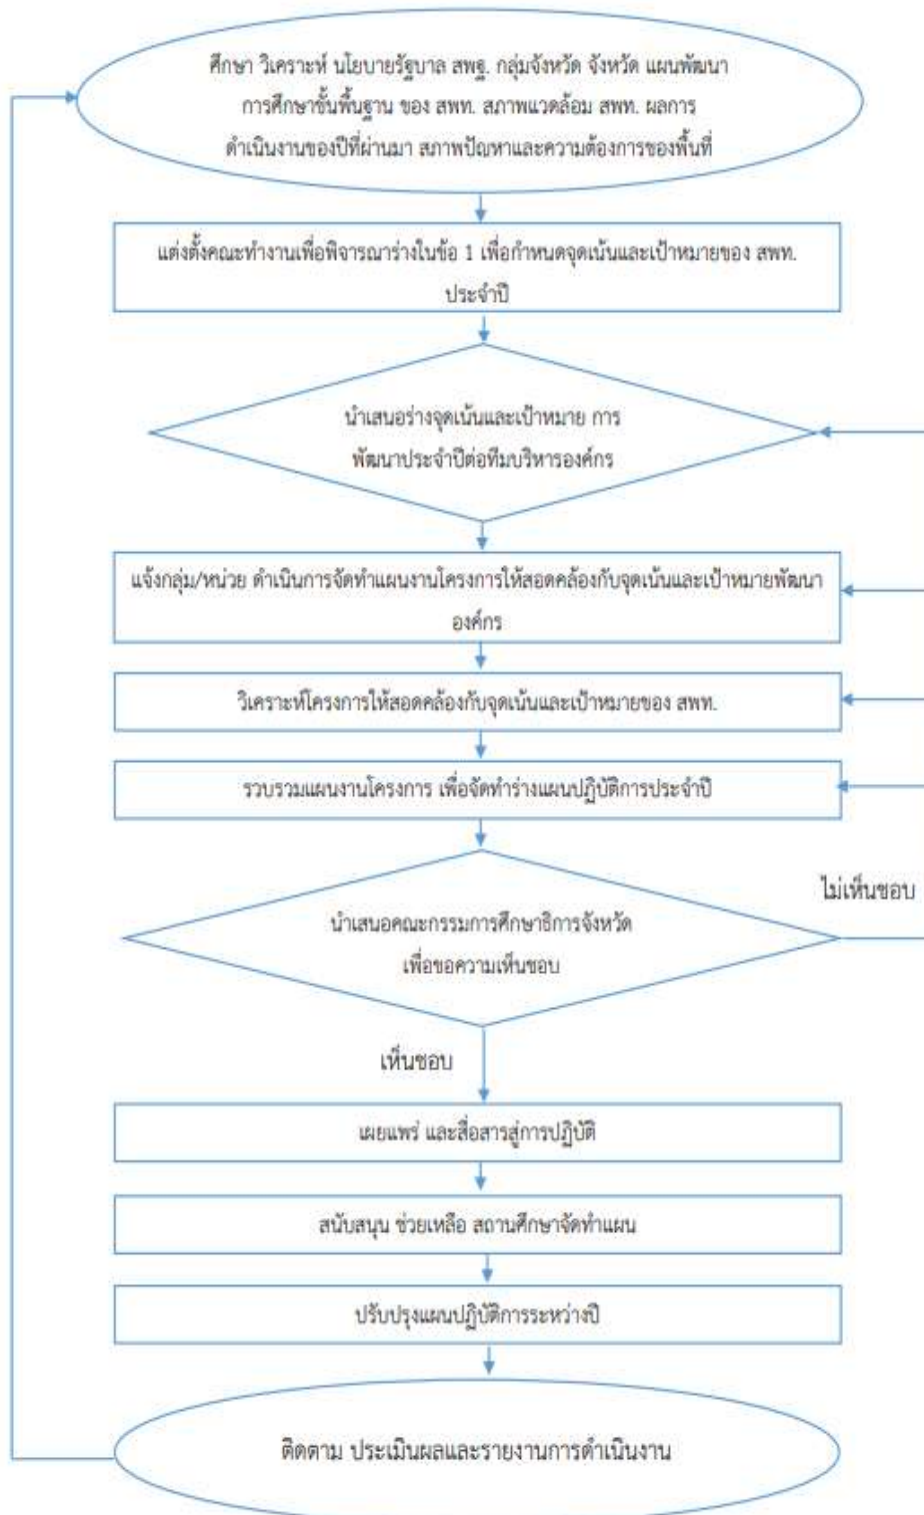 ศึกษา วิเคราะห์ นโยบายรัฐบาล สพฐ. กลุ่มจังหวัด จังหวัด แผนพัฒนา
การศึกษาขั้นพื้นฐาน ของ สพท. สภาพแวดล้อม สพท. ผลการ
ดำเนินงานของปีที่ผ่านมา สภาพปัญหาและความต้องการของพื้นที่
แต่งตั้งคณะทำงานเพื่อพิจารณาร่างในข้อ 1 เพื่อกำหนดจุดเน้นและเป้าหมายของ สพท.
ประจำปี
นำเสนอร่างจุดเน้นและเป้าหมาย การ
พัฒนาประจำปีต่อทีมบริหารองค์กร
แจ้งกลุ่ม/หน่วย ดำเนินการจัดทำแผนงานโครงการให้สอดคล้องกับจุดเน้นและเป้าหมายพัฒนา
องค์กร
วิเคราะห์โครงการให้สอดคล้องกับจุดเน้นและเป้าหมายของ สพท.
รวบรวมแผนงานโครงการ เพื่อจัดทำร่างแผนปฏิบัติการประจำปี
ไม่เห็นชอบ
นำเสนอคณะกรรมการศึกษาธิการจังหวัด
เพื่อขอความเห็นชอบ
เห็นชอบ
เผยแพร่ และสื่อสารสู่การปฏิบัติ
สนับสนุน ช่วยเหลือ สถานศึกษาจัดทำแผน
ปรับปรุงแผนปฏิบัติการระหว่างปี
ติดตาม ประเมินผลและรายงานการดำเนินงาน